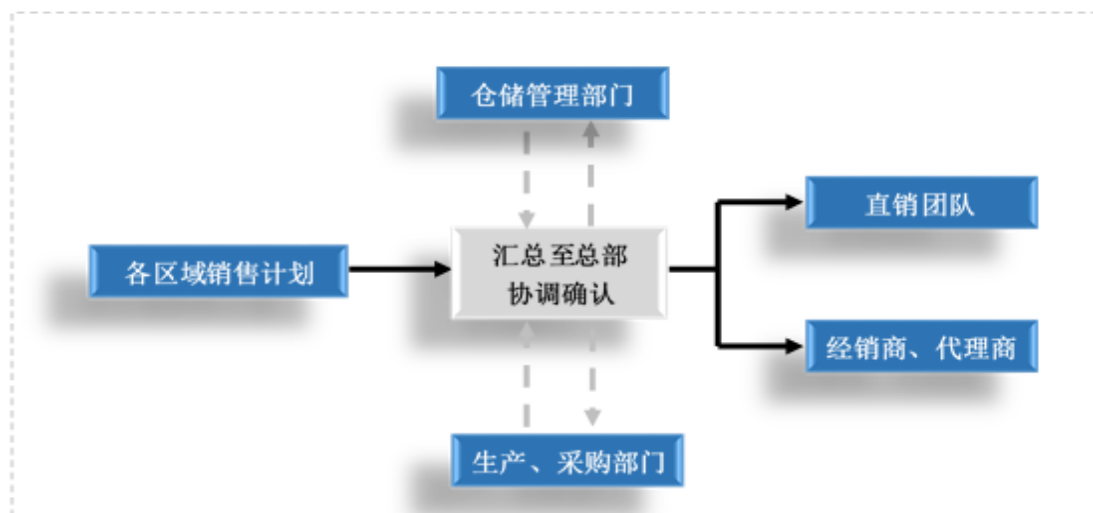 仓储管理部门
直销团队
各区域销售计划
汇总至总部
协调确认
经销商、代理商
生产、采购部门